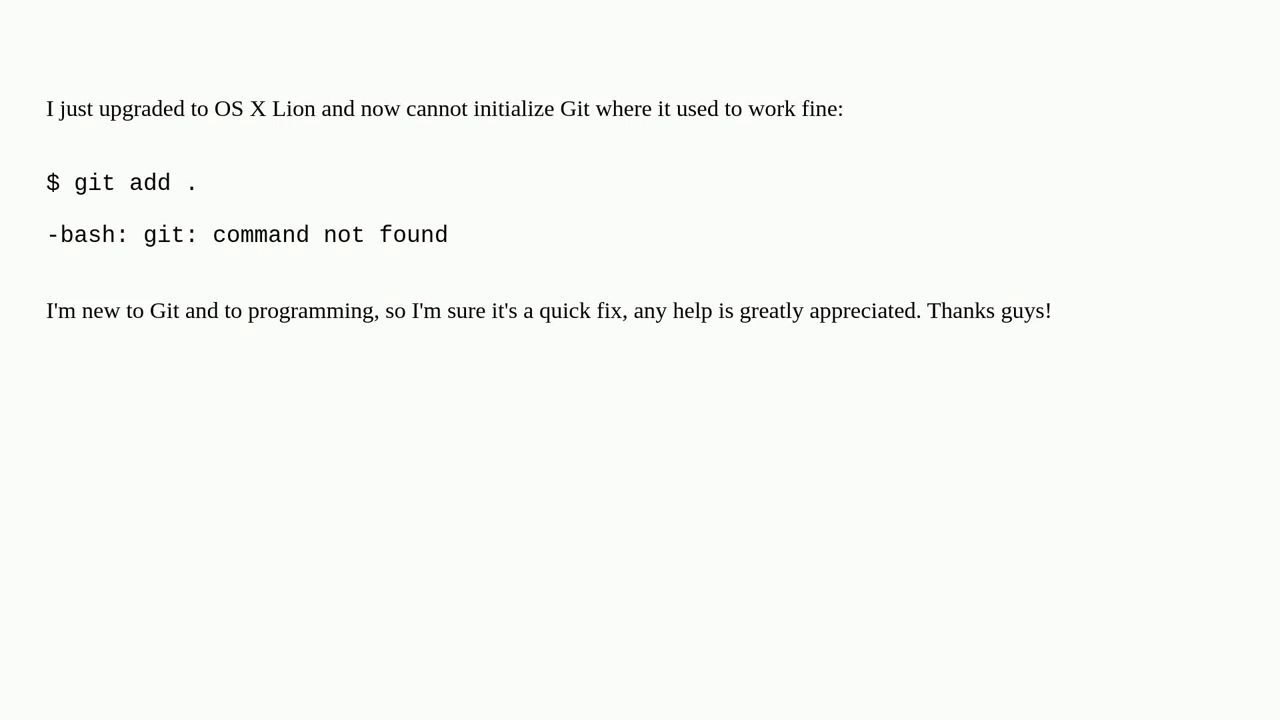 I just upgraded to OS X Lion and now cannot initialize Git where it used to work fine:
$ git add .
-bash: git: command not found
I'm new to Git and to programming, so I'm sure it's a quick fix, any help is greatly appreciated. Thanks guys!